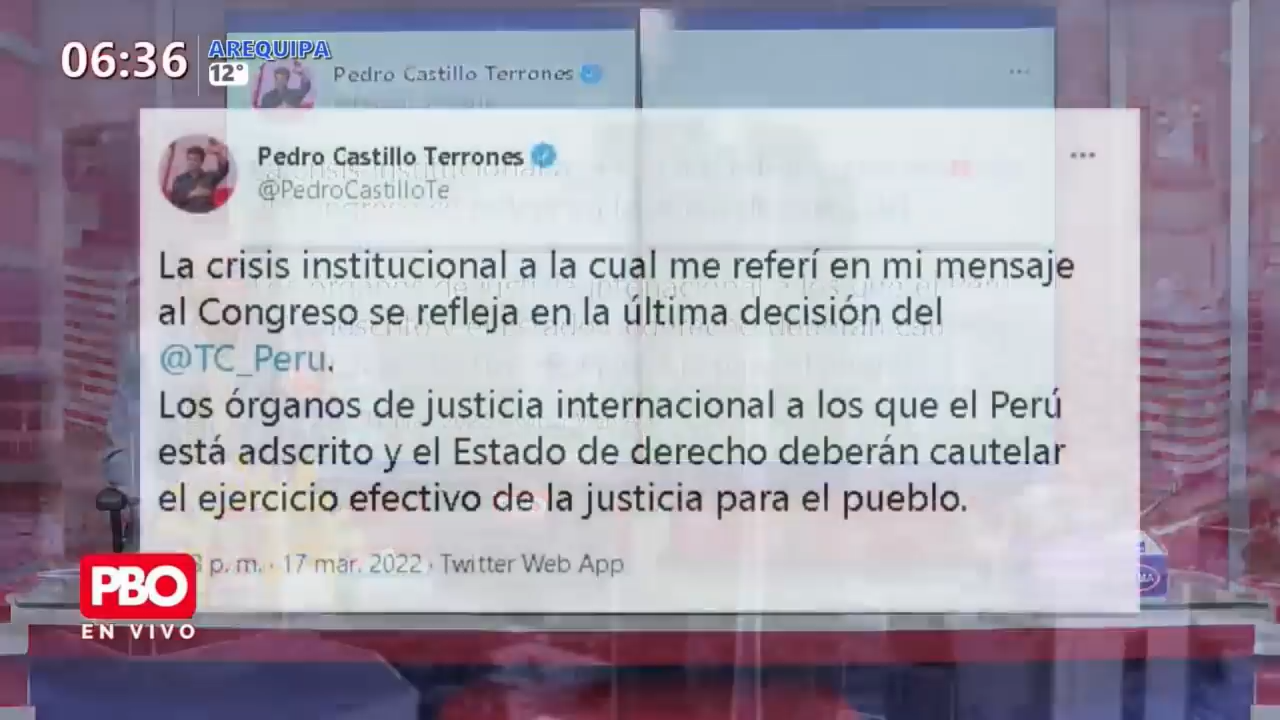 06:36
AREQUIPA
12°
Pedro Castillo Terrones
Pedro Castillo Terrones
@PedroCastilloTe
La crisis institucional a la cual me referí en mi mensaje
al Congreso se refleja en la última decisión del
@TC_Peru.
Los órganos de justicia internacional a los que el Perú
está adscrito y el Estado de derecho deberán cautelar
el ejercicio efectivo de la justicia para el pueblo.
p. m. · 17 mar. 2022 · Twitter Web App
PBO
EN VIVO